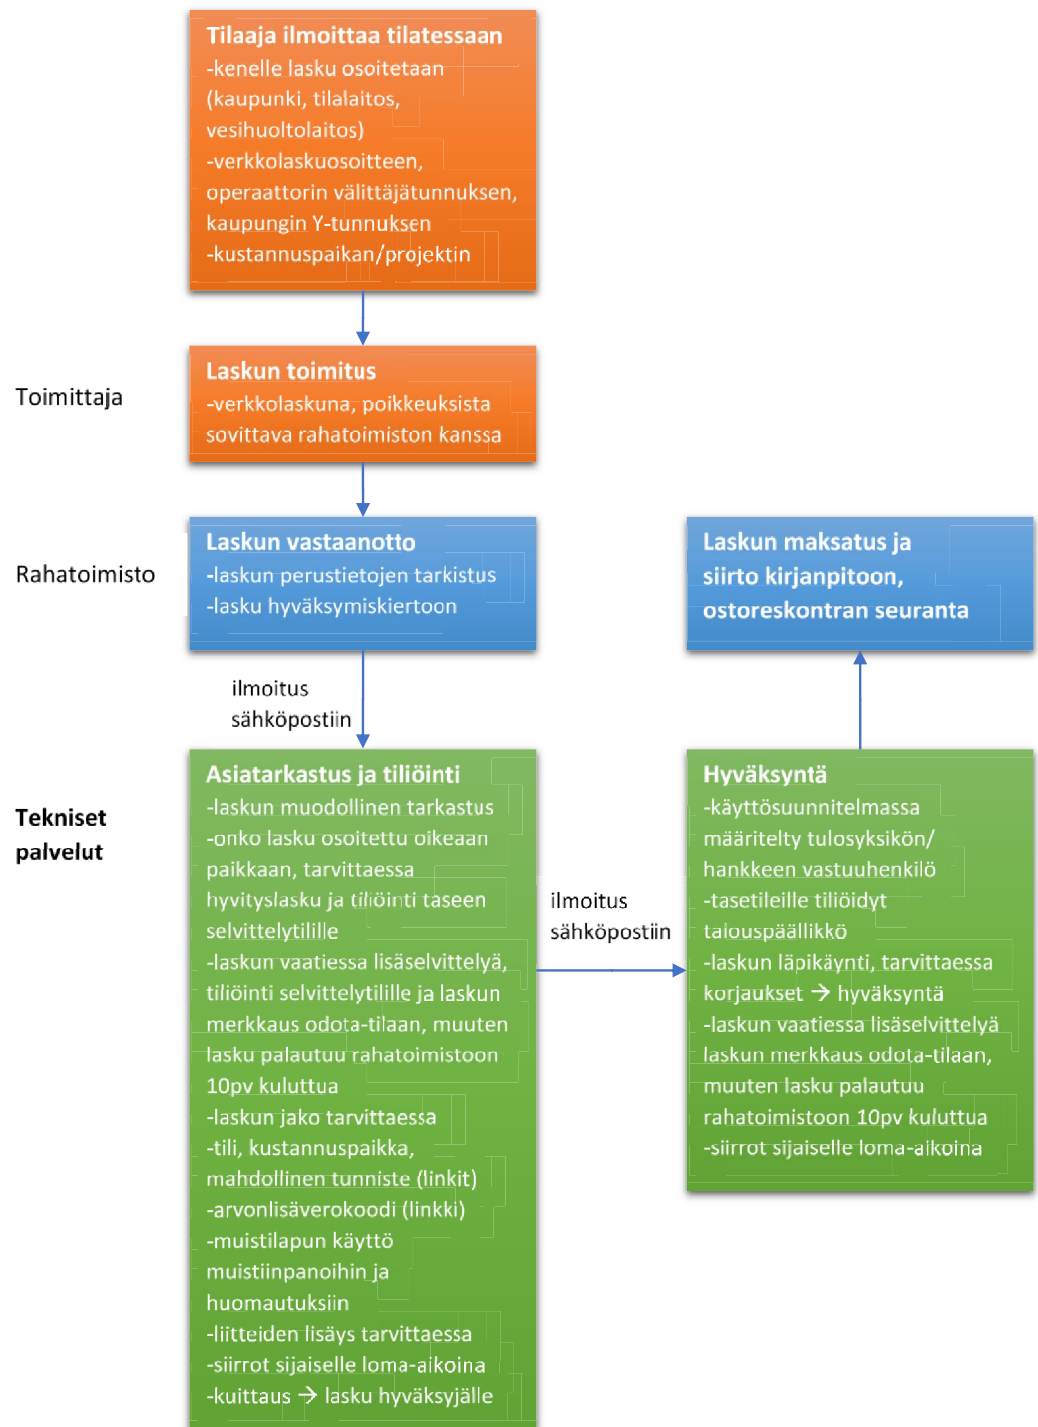 Tilaaja ilmoittaa tilatessaan
-kenelle lasku osoitetaan
(kaupunki, tilalaitos,
vesihuoltolaitos)
-verkkolaskuosoitteen,
operaattorin välittäjätunnuksen,
kaupungin Y-tunnuksen
-kustannuspaikan/projektin
Toimittaja
Laskun toimitus
-verkkolaskuna, poikkeuksista
sovittava rahatoimiston kanssa
Rahatoimisto
Laskun vastaanotto
-laskun perustietojen tarkistus
-lasku hyväksymiskiertoon
Laskun maksatus ja
siirto kirjanpitoon,
ostoreskontran seuranta
ilmoitus
sähköpostiin
Tekniset
palvelut
Asiatarkastus ja tiliöinti
-laskun muodollinen tarkastus
-onko lasku osoitettu oikeaan
paikkaan, tarvittaessa
hyvityslasku ja tiliöinti taseen
selvittelytilille
-laskun vaatiessa lisäselvittelyä,
tiliöinti selvittelytilille ja laskun
merkkaus odota-tilaan, muuten
lasku palautuu rahatoimistoon
10pv kuluttua
-laskun jako tarvittaessa
-tili, kustannuspaikka,
mahdollinen tunniste (linkit)
-arvonlisäverokoodi (linkki)
-muistilapun käyttö
muistiinpanoihin ja
huomautuksiin
-liitteiden lisäys tarvittaessa
-siirrot sijaiselle loma-aikoina
-kuittaus → lasku hyväksyjälle
ilmoitus
sähköpostiin
Hyväksyntä
-käyttösuunnitelmassa
määritelty tulosyksikön/
hankkeen vastuuhenkilö
-tasetileille tiliöidyt
talouspäällikkö
-laskun läpikäynti, tarvittaessa
korjaukset → hyväksyntä
-laskun vaatiessa lisäselvittelyä
laskun merkkaus odota-tilaan,
muuten lasku palautuu
rahatoimistoon 10pv kuluttua
-siirrot sijaiselle loma-aikoina